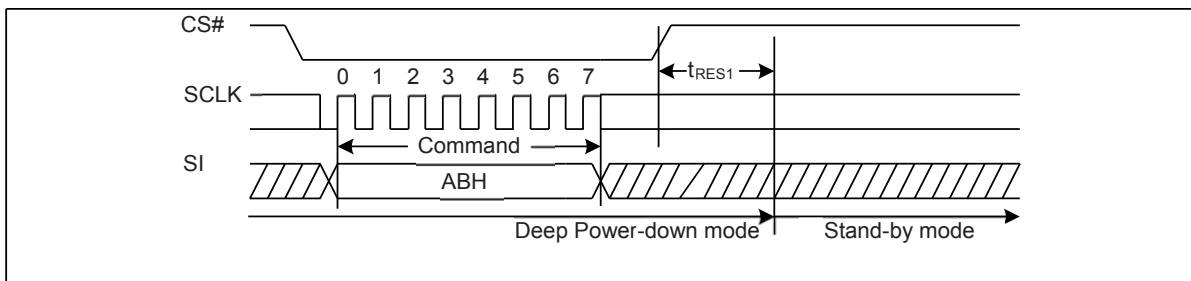 CS#
tRES1
0 1 2 3 4 5 6 7
SCLK
Command
SI
ABH
Deep Power-down mode Stand-by mode